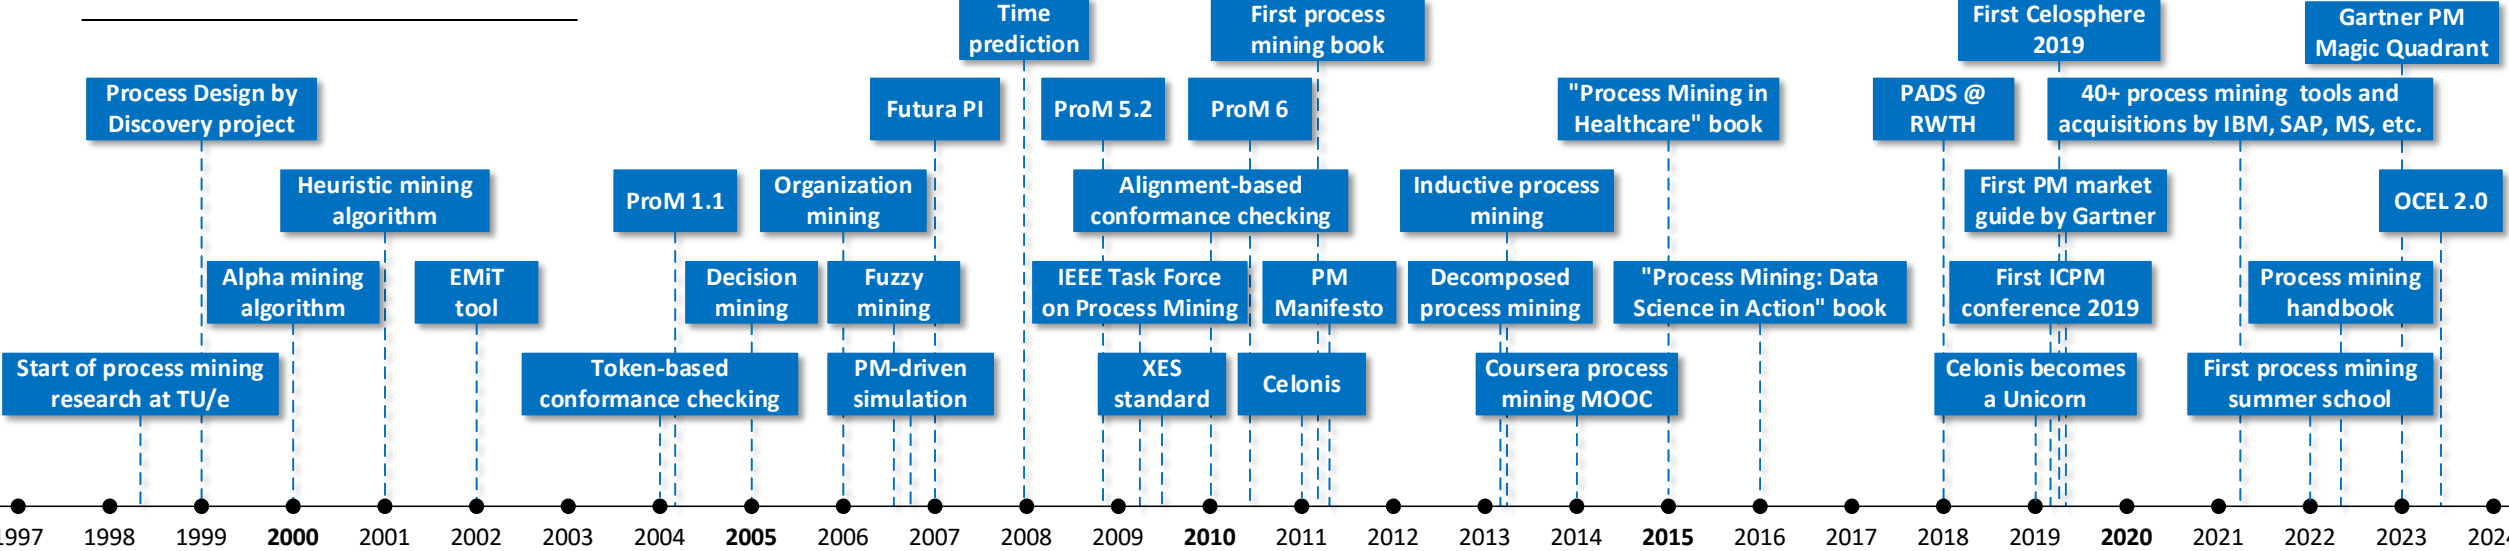 Time
prediction
First process
mining book
First Celosphere
2019
Gartner PM
Magic Quadrant
Process Design by
Discovery project
Futura PI
ProM 5.2
ProM 6
"Process Mining in
Healthcare" book
PADS @
RWTH
40+ process mining tools and
acquisitions by IBM, SAP, MS, etc.
Heuristic mining
algorithm
ProM 1.1
Organization
mining
Alignment-based
conformance checking
Inductive process
mining
First PM market
guide by Gartner
OCEL 2.0
Alpha mining
algorithm
EMiT
tool
Decision
mining
Fuzzy
mining
IEEE Task Force
on Process Mining
PM
Manifesto
Decomposed
process mining
"Process Mining: Data
Science in Action" book
First ICPM
conference 2019
Process mining
handbook
Start of process mining
research at TU/e
Token-based
conformance checking
PM-driven
simulation
XES
standard
Celonis
Coursera process
mining MOOC
Celonis becomes
a Unicorn
First process mining
summer school
1997 1998 1999 2000 2001 2002 2003 2004 2005 2006 2007 2008 2009 2010 2011 2012 2013 2014 2015 2016 2017 2018 2019 2020 2021 2022 2023 2024